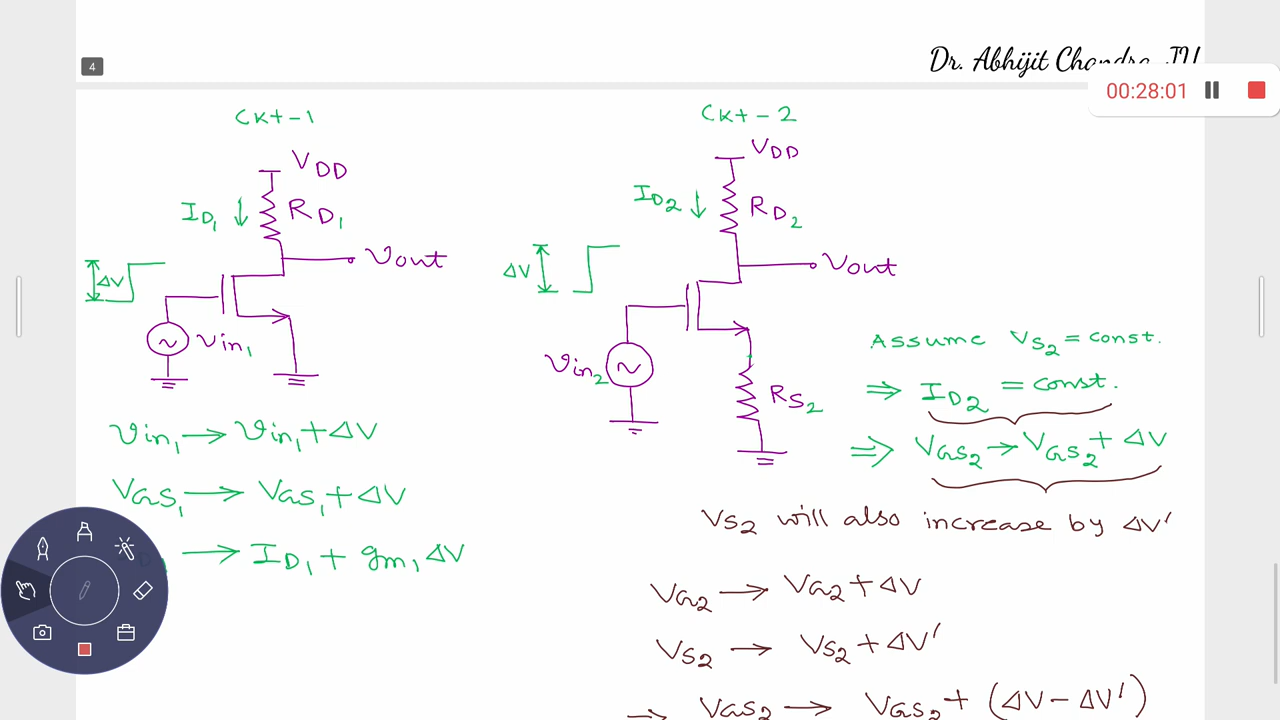 4
Dr. Abhijit Chandra, JU
00:28:01
Ckt-1
Ckt-2
VDD
VDD
ID1 ↓
RD1
ID2 ↓
RD2
Vout
Vout
ΔV
ΔV
Vin1
Vin2
RS2
Assume VS2 = const.
⇒ ID2 = const.
⇒ VGS2 → VGS2 + ΔV
Vin1 → Vin1 + ΔV
VGS1 → VGS1 + ΔV
→ ID1 + gm1 ΔV
VS2 will also increase by ΔV'
VG2 → VG2 + ΔV
VS2 → VS2 + ΔV'
⇒ VGS2 → VGS2 + (ΔV - ΔV')